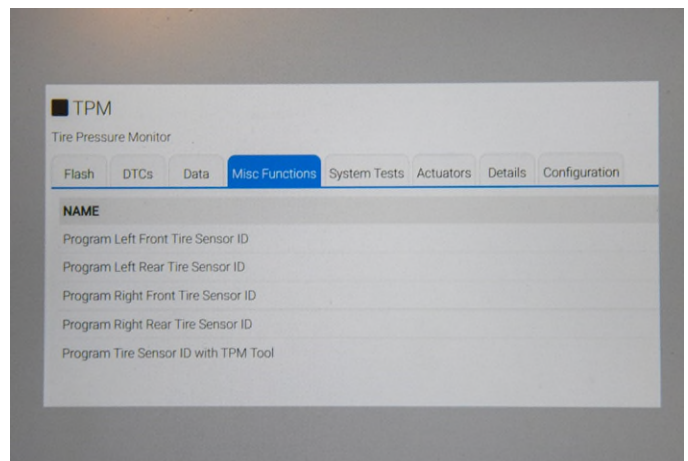 TPM
Tire Pressure Monitor
Flash DTCs Data Misc Functions System Tests Actuators Details Configuration
NAME
Program Left Front Tire Sensor ID
Program Left Rear Tire Sensor ID
Program Right Front Tire Sensor ID
Program Right Rear Tire Sensor ID
Program Tire Sensor ID with TPM Tool